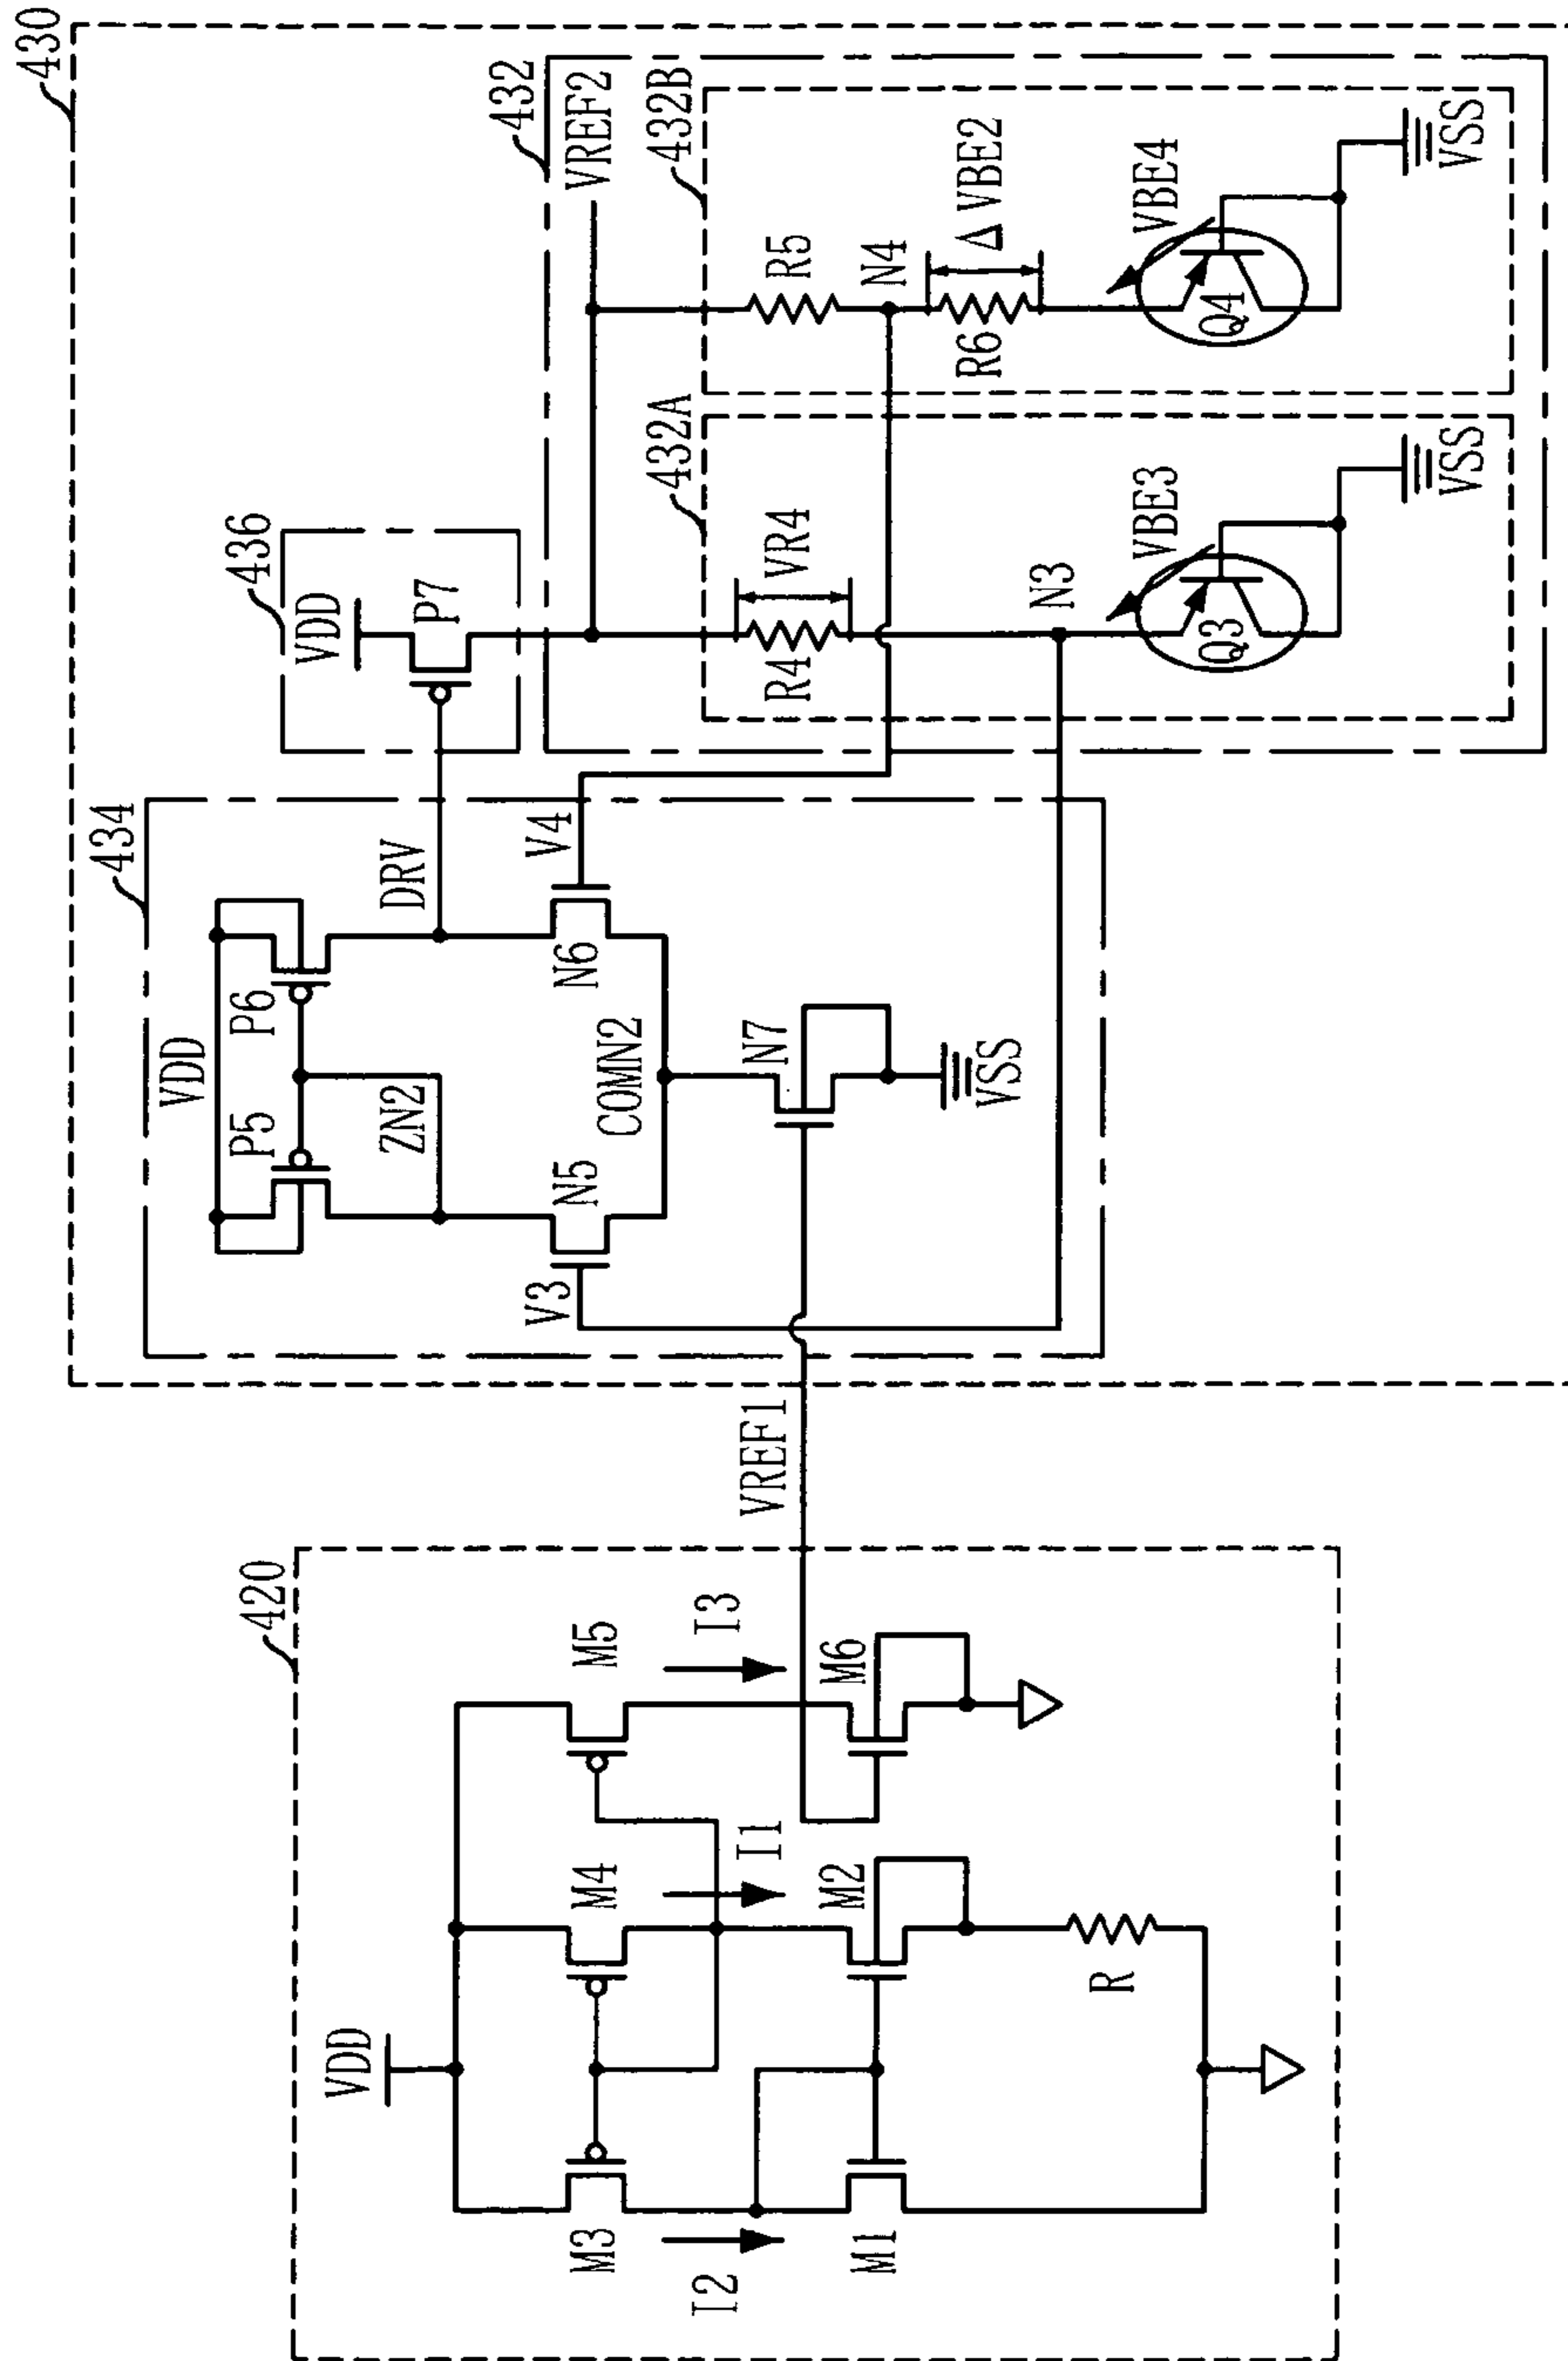 430
432
VREF2
432B
R5
N4
Δ VBE2
R6
VBE4
Q4
VSS
436
VDD
P7
432A
R4
VR4
N3
VBE3
Q3
VSS
434
VDD
P5
P6
ZN2
DRV
V3
N5
N6
V4
COMN2
N7
VSS
VREF1
420
VDD
M3
M4
M5
I2
I1
I3
M1
M2
M6
R